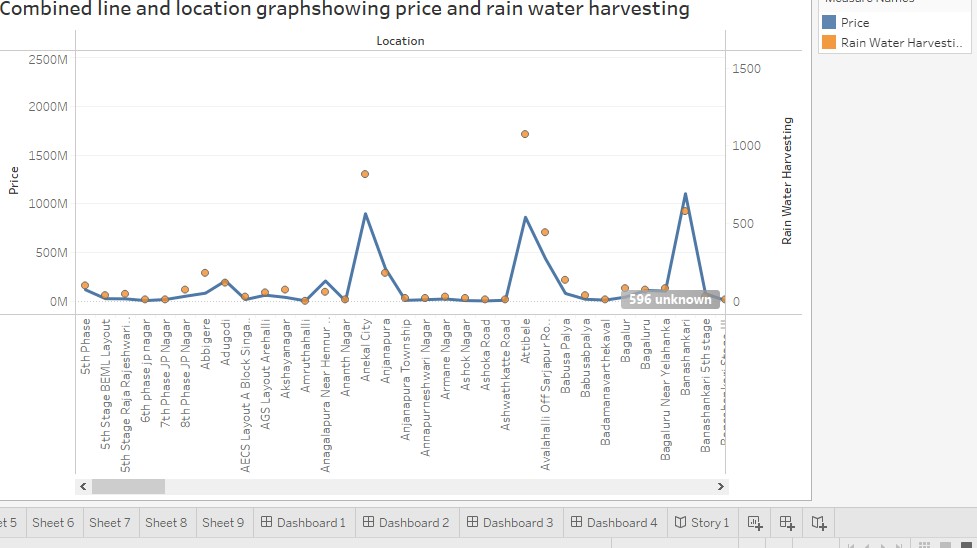 Combined line and location graphshowing price and rain water harvesting
Measure Names
Price
Rain Water Harvesti..
Location
2500M
2000M
1500M
1000M
500M
0M
Price
1500
1000
500
0
Rain Water Harvesting
596 unknown
5th Phase
5th Stage BEML Layout
5th Stage Raja Rajeshwari..
6th phase jp nagar
7th Phase JP Nagar
8th Phase JP Nagar
Abbigere
Adugodi
AECS Layout A Block Singa..
AGS Layout Arehalli
Akshayanagar
Amruthahalli
Anagalapura Near Hennur ..
Ananth Nagar
Anekal City
Anjanapura
Anjanapura Township
Annapurneshwari Nagar
Armane Nagar
Ashok Nagar
Ashoka Road
Ashwathkatte Road
Attibele
Avalahalli Off Sarjapur Ro..
Babusa Palya
Babusabpalya
Badamanavarthekaval
Bagalur
Bagaluru
Bagaluru Near Yelahanka
Banashankari
Banashankari 5th stage
et 5
Sheet 6
Sheet 7
Sheet 8
Sheet 9
Dashboard 1
Dashboard 2
Dashboard 3
Dashboard 4
Story 1